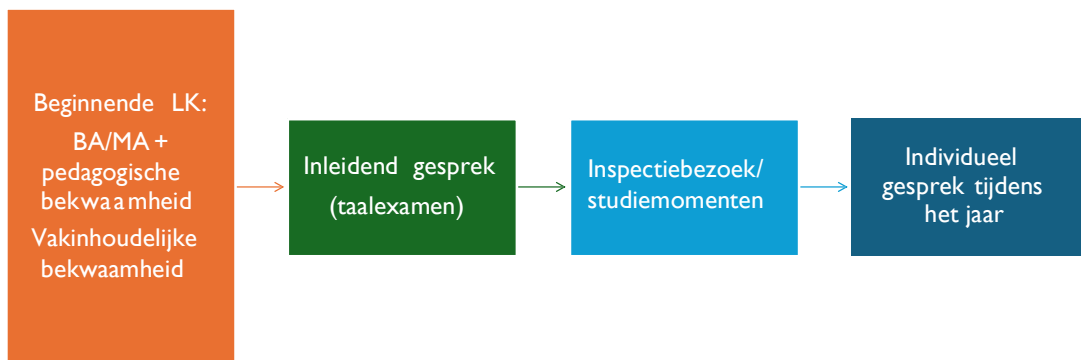 Beginnende LK:
BA/MA +
pedagogische
bekwaamheid
Vakinhoudelijke
bekwaamheid
Inleidend gesprek
(taalexamen)
Inspectiebezoek/
studiemomenten
Individueel
gesprek tijdens
het jaar